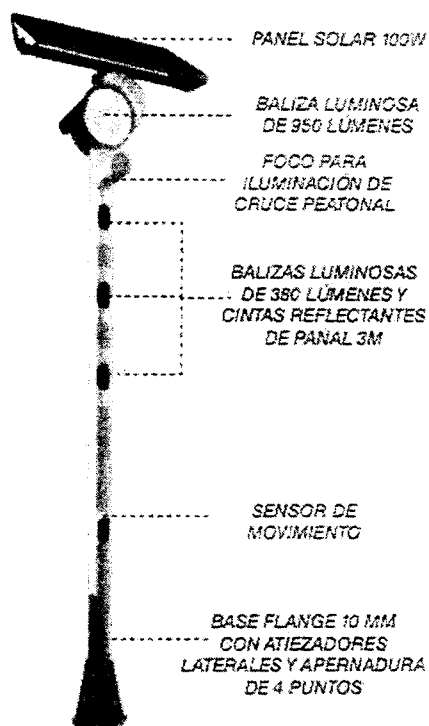 PANEL SOLAR 100W
BALIZA LUMINOSA
DE 950 LÚMENES
FOCO PARA
ILUMINACIÓN DE
CRUCE PEATONAL
BALIZAS LUMINOSAS
DE 380 LÚMENES Y
CINTAS REFLECTANTES
DE PANAL 3M
SENSOR DE
MOVIMIENTO
BASE FLANGE 10 MM
CON ATIEZADORES
LATERALES Y APERNADURA
DE 4 PUNTOS